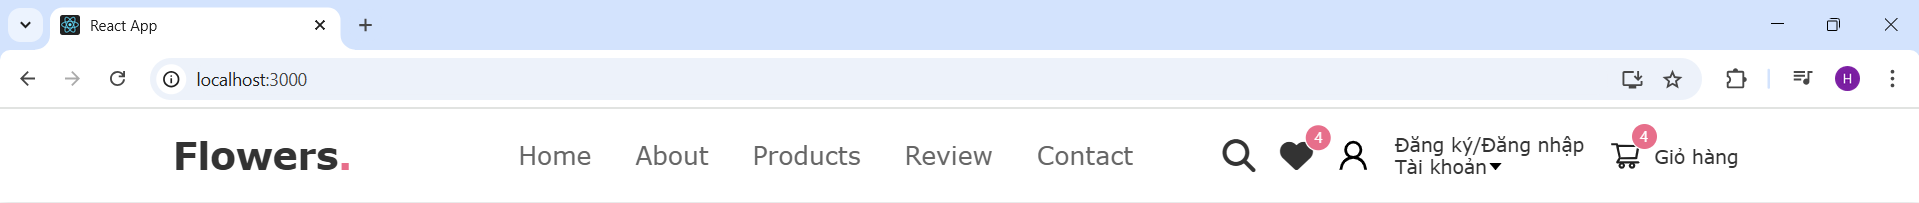 React App
localhost:3000
H
Flowers.
Home
About
Products
Review
Contact
4
Đăng ký/Đăng nhập
Tài khoản
4
Giỏ hàng